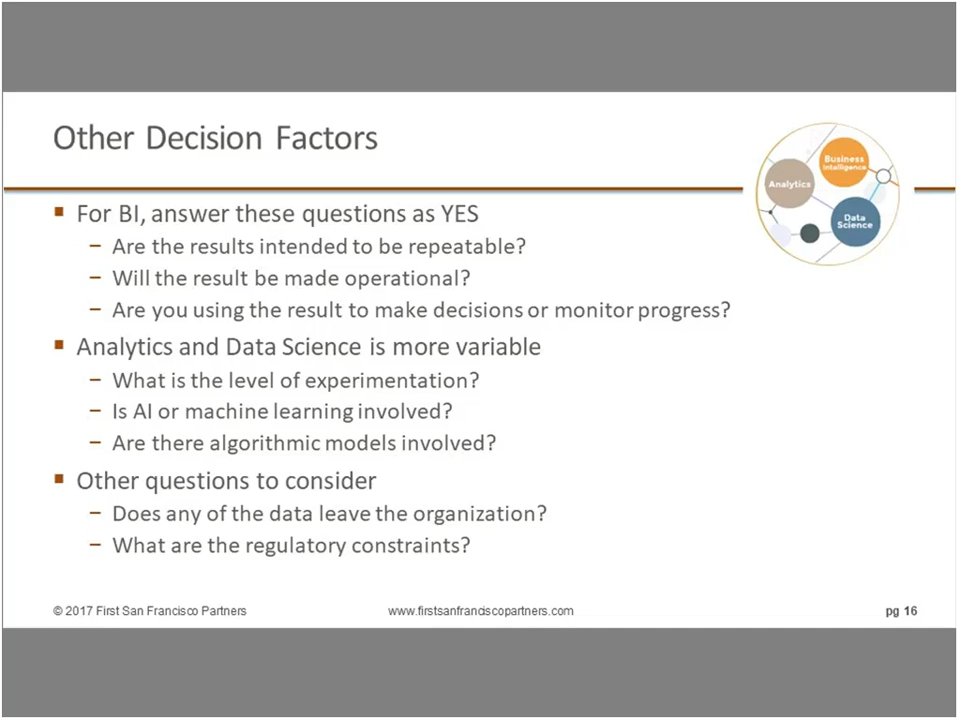 Other Decision Factors
Business
Intelligence
Analytics
Data
Science
▪ For BI, answer these questions as YES
− Are the results intended to be repeatable?
− Will the result be made operational?
− Are you using the result to make decisions or monitor progress?
▪ Analytics and Data Science is more variable
− What is the level of experimentation?
− Is AI or machine learning involved?
− Are there algorithmic models involved?
▪ Other questions to consider
− Does any of the data leave the organization?
− What are the regulatory constraints?
© 2017 First San Francisco Partners www.firstsanfranciscopartners.com pg 16